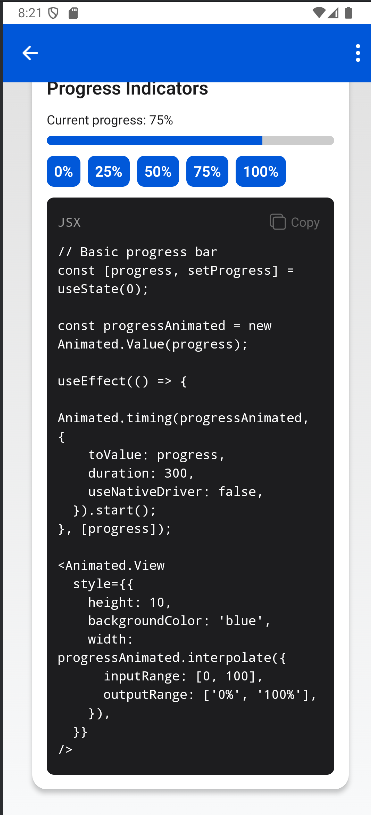 8:21
Progress Indicators
Current progress: 75%
0% 25% 50% 75% 100%
JSX Copy
// Basic progress bar
const [progress, setProgress] =
useState(0);
const progressAnimated = new
Animated.Value(progress);
useEffect(() => {
Animated.timing(progressAnimated,
{
    toValue: progress,
    duration: 300,
    useNativeDriver: false,
  }).start();
}, [progress]);
<Animated.View
  style={{
    height: 10,
    backgroundColor: 'blue',
    width:
progressAnimated.interpolate({
      inputRange: [0, 100],
      outputRange: ['0%', '100%'],
    }),
  }}
/>